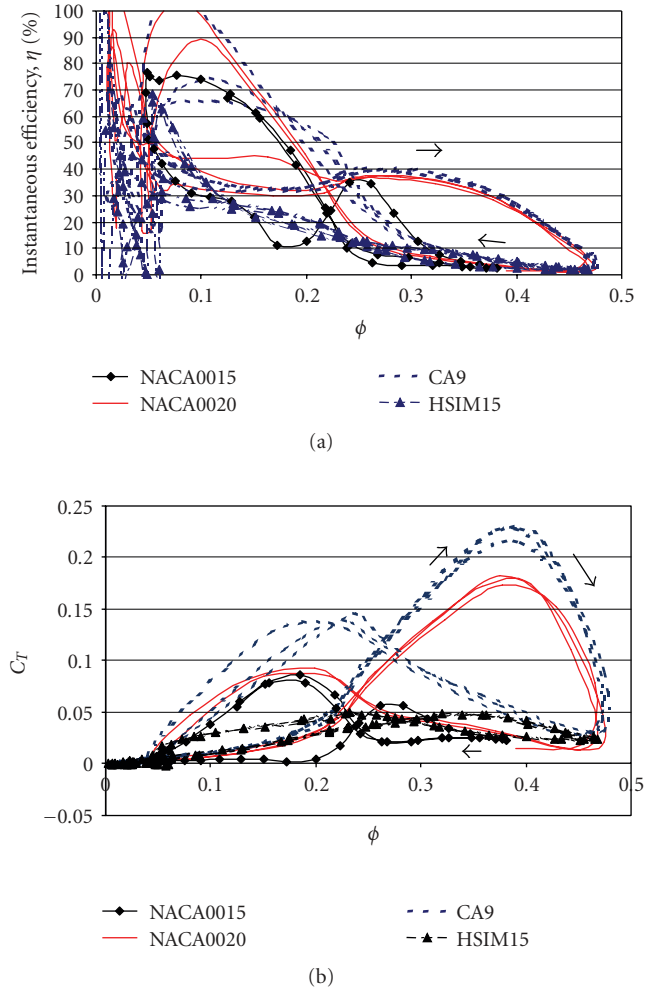 Instantaneous efficiency, η (%)
100
90
80
70
60
50
40
30
20
10
0
0 0.1 0.2 0.3 0.4 0.5
ϕ
NACA0015 CA9
NACA0020 HSIM15
(a)
C_T
0.25
0.2
0.15
0.1
0.05
0
−0.05
0 0.1 0.2 0.3 0.4 0.5
ϕ
NACA0015 CA9
NACA0020 HSIM15
(b)